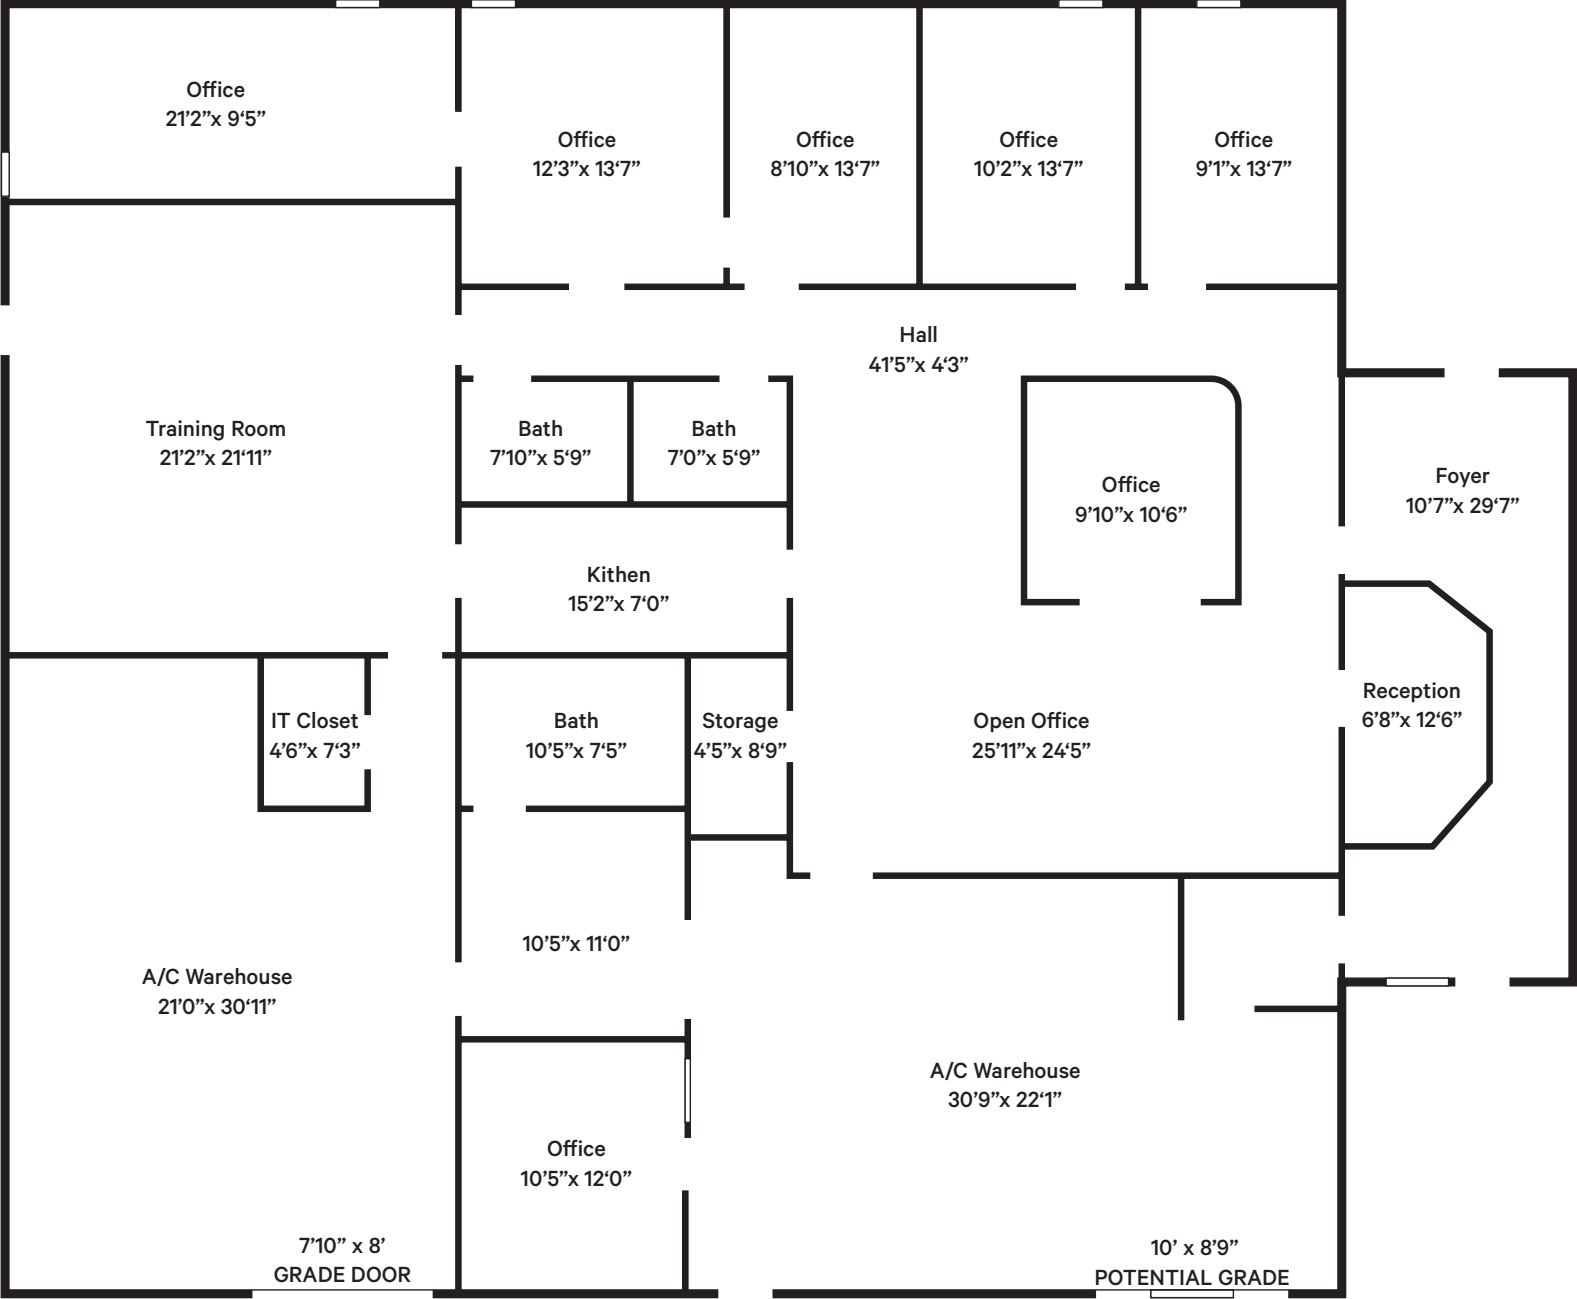 Office
21’2”x 9‘5”
Office
12’3”x 13‘7”
Office
8’10”x 13‘7”
Office
10’2”x 13‘7”
Office
9’1”x 13‘7”
Hall
41’5”x 4‘3”
Training Room
21’2”x 21‘11”
Bath
7’10”x 5‘9”
Bath
7’0”x 5‘9”
Office
9’10”x 10‘6”
Foyer
10’7”x 29‘7”
Kithen
15’2”x 7‘0”
IT Closet
4’6”x 7‘3”
Bath
10’5”x 7‘5”
Storage
4’5”x 8‘9”
Open Office
25’11”x 24‘5”
Reception
6’8”x 12‘6”
10’5”x 11‘0”
A/C Warehouse
21’0”x 30‘11”
A/C Warehouse
30’9”x 22‘1”
Office
10’5”x 12‘0”
7’10” x 8’
GRADE DOOR
10’ x 8’9”
POTENTIAL GRADE